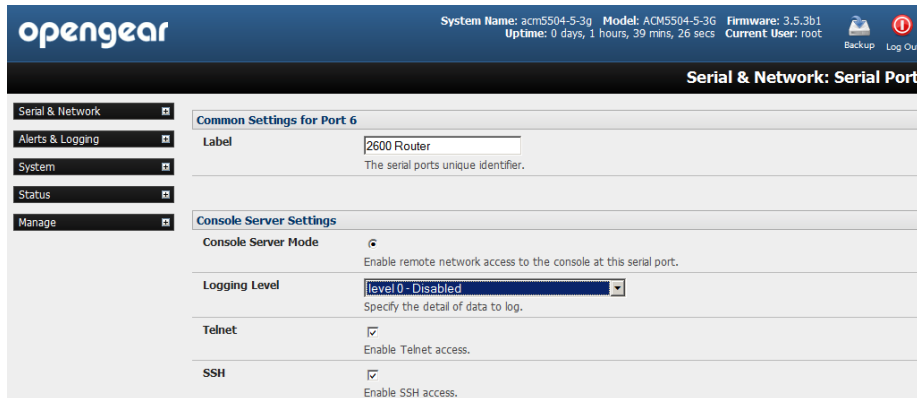 opengear
System Name: acm5504-5-3g Model: ACM5504-5-3G Firmware: 3.5.3b1
Uptime: 0 days, 1 hours, 39 mins, 26 secs Current User: root
Backup Log Ou
Serial & Network: Serial Port
Serial & Network
Alerts & Logging
System
Status
Manage
Common Settings for Port 6
Label 2600 Router
The serial ports unique identifier.
Console Server Settings
Console Server Mode
Enable remote network access to the console at this serial port.
Logging Level level 0 - Disabled
Specify the detail of data to log.
Telnet
Enable Telnet access.
SSH
Enable SSH access.